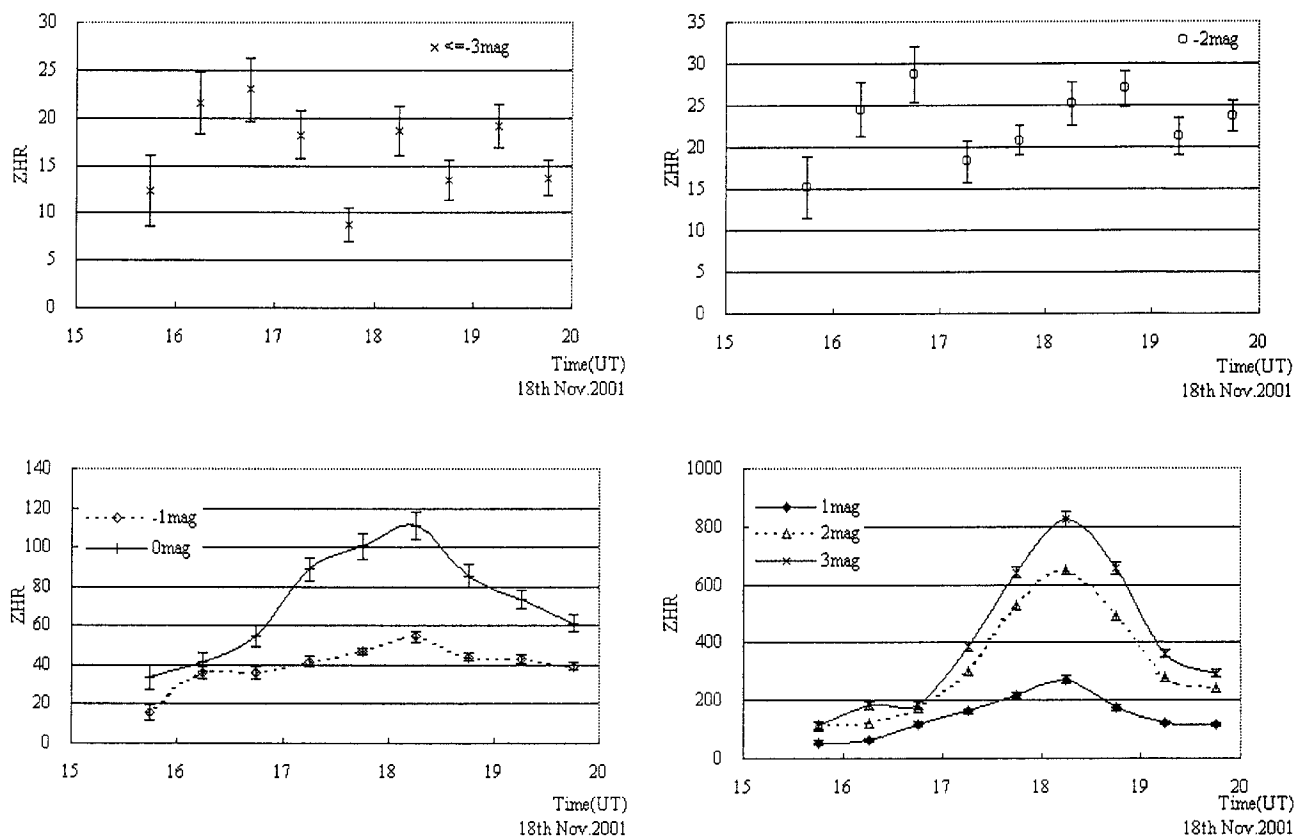 30
25
20
15
10
5
0
ZHR
<=-3mag
15 16 17 18 19 20
Time(UT)
18th Nov.2001
35
30
25
20
15
10
5
0
ZHR
-2mag
15 16 17 18 19 20
Time(UT)
18th Nov.2001
140
120
100
80
60
40
20
0
ZHR
-1mag
0mag
15 16 17 18 19 20
Time(UT)
18th Nov.2001
1000
800
600
400
200
0
ZHR
1mag
2mag
3mag
15 16 17 18 19 20
Time(UT)
18th Nov.2001